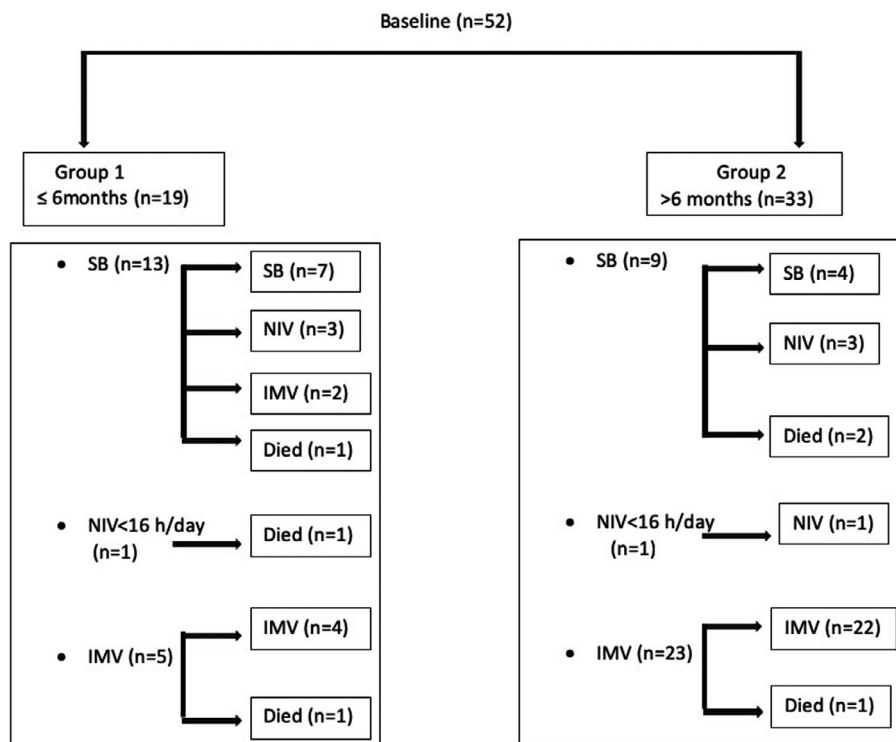 Baseline (n=52)
Group 1
≤ 6months (n=19)
• SB (n=13)
SB (n=7)
NIV (n=3)
IMV (n=2)
Died (n=1)
• NIV<16 h/day
(n=1)
Died (n=1)
• IMV (n=5)
IMV (n=4)
Died (n=1)
Group 2
>6 months (n=33)
• SB (n=9)
SB (n=4)
NIV (n=3)
Died (n=2)
• NIV<16 h/day
(n=1)
NIV (n=1)
• IMV (n=23)
IMV (n=22)
Died (n=1)